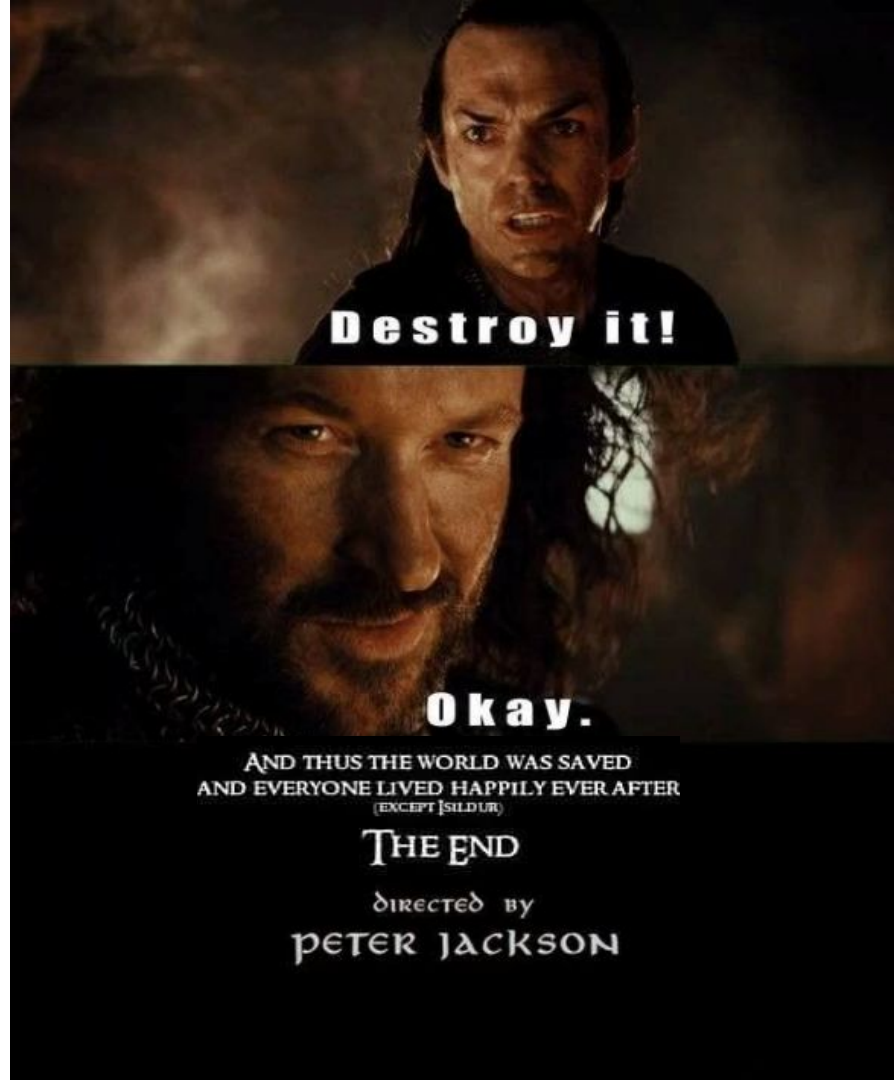 Destroy it!
Okay.
And thus the world was saved
and everyone lived happily ever after
(except Isildur)
The End
directed by
Peter Jackson